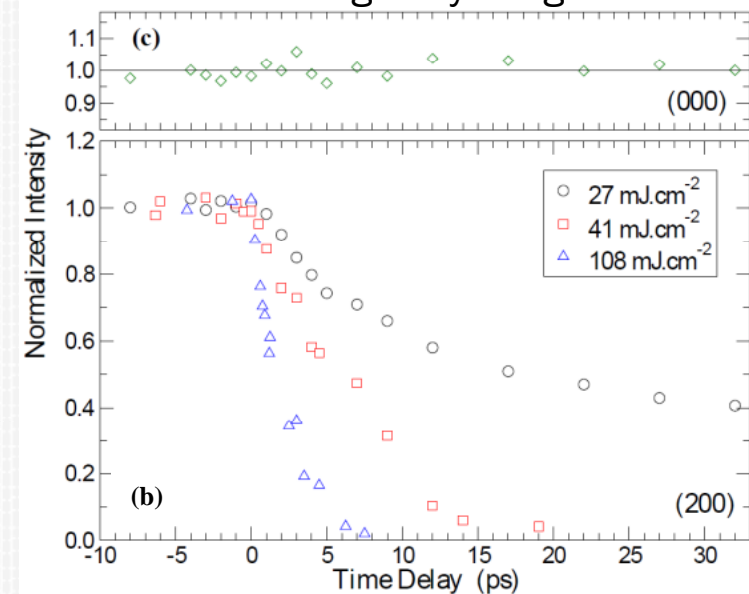 (c)
1.1
1.0
0.9
(000)
Normalized Intensity
1.2
1.0
0.8
0.6
0.4
0.2
0.0
27 mJ.cm-2
41 mJ.cm-2
108 mJ.cm-2
(b)
(200)
-10 -5 0 5 10 15 20 25 30
Time Delay (ps)